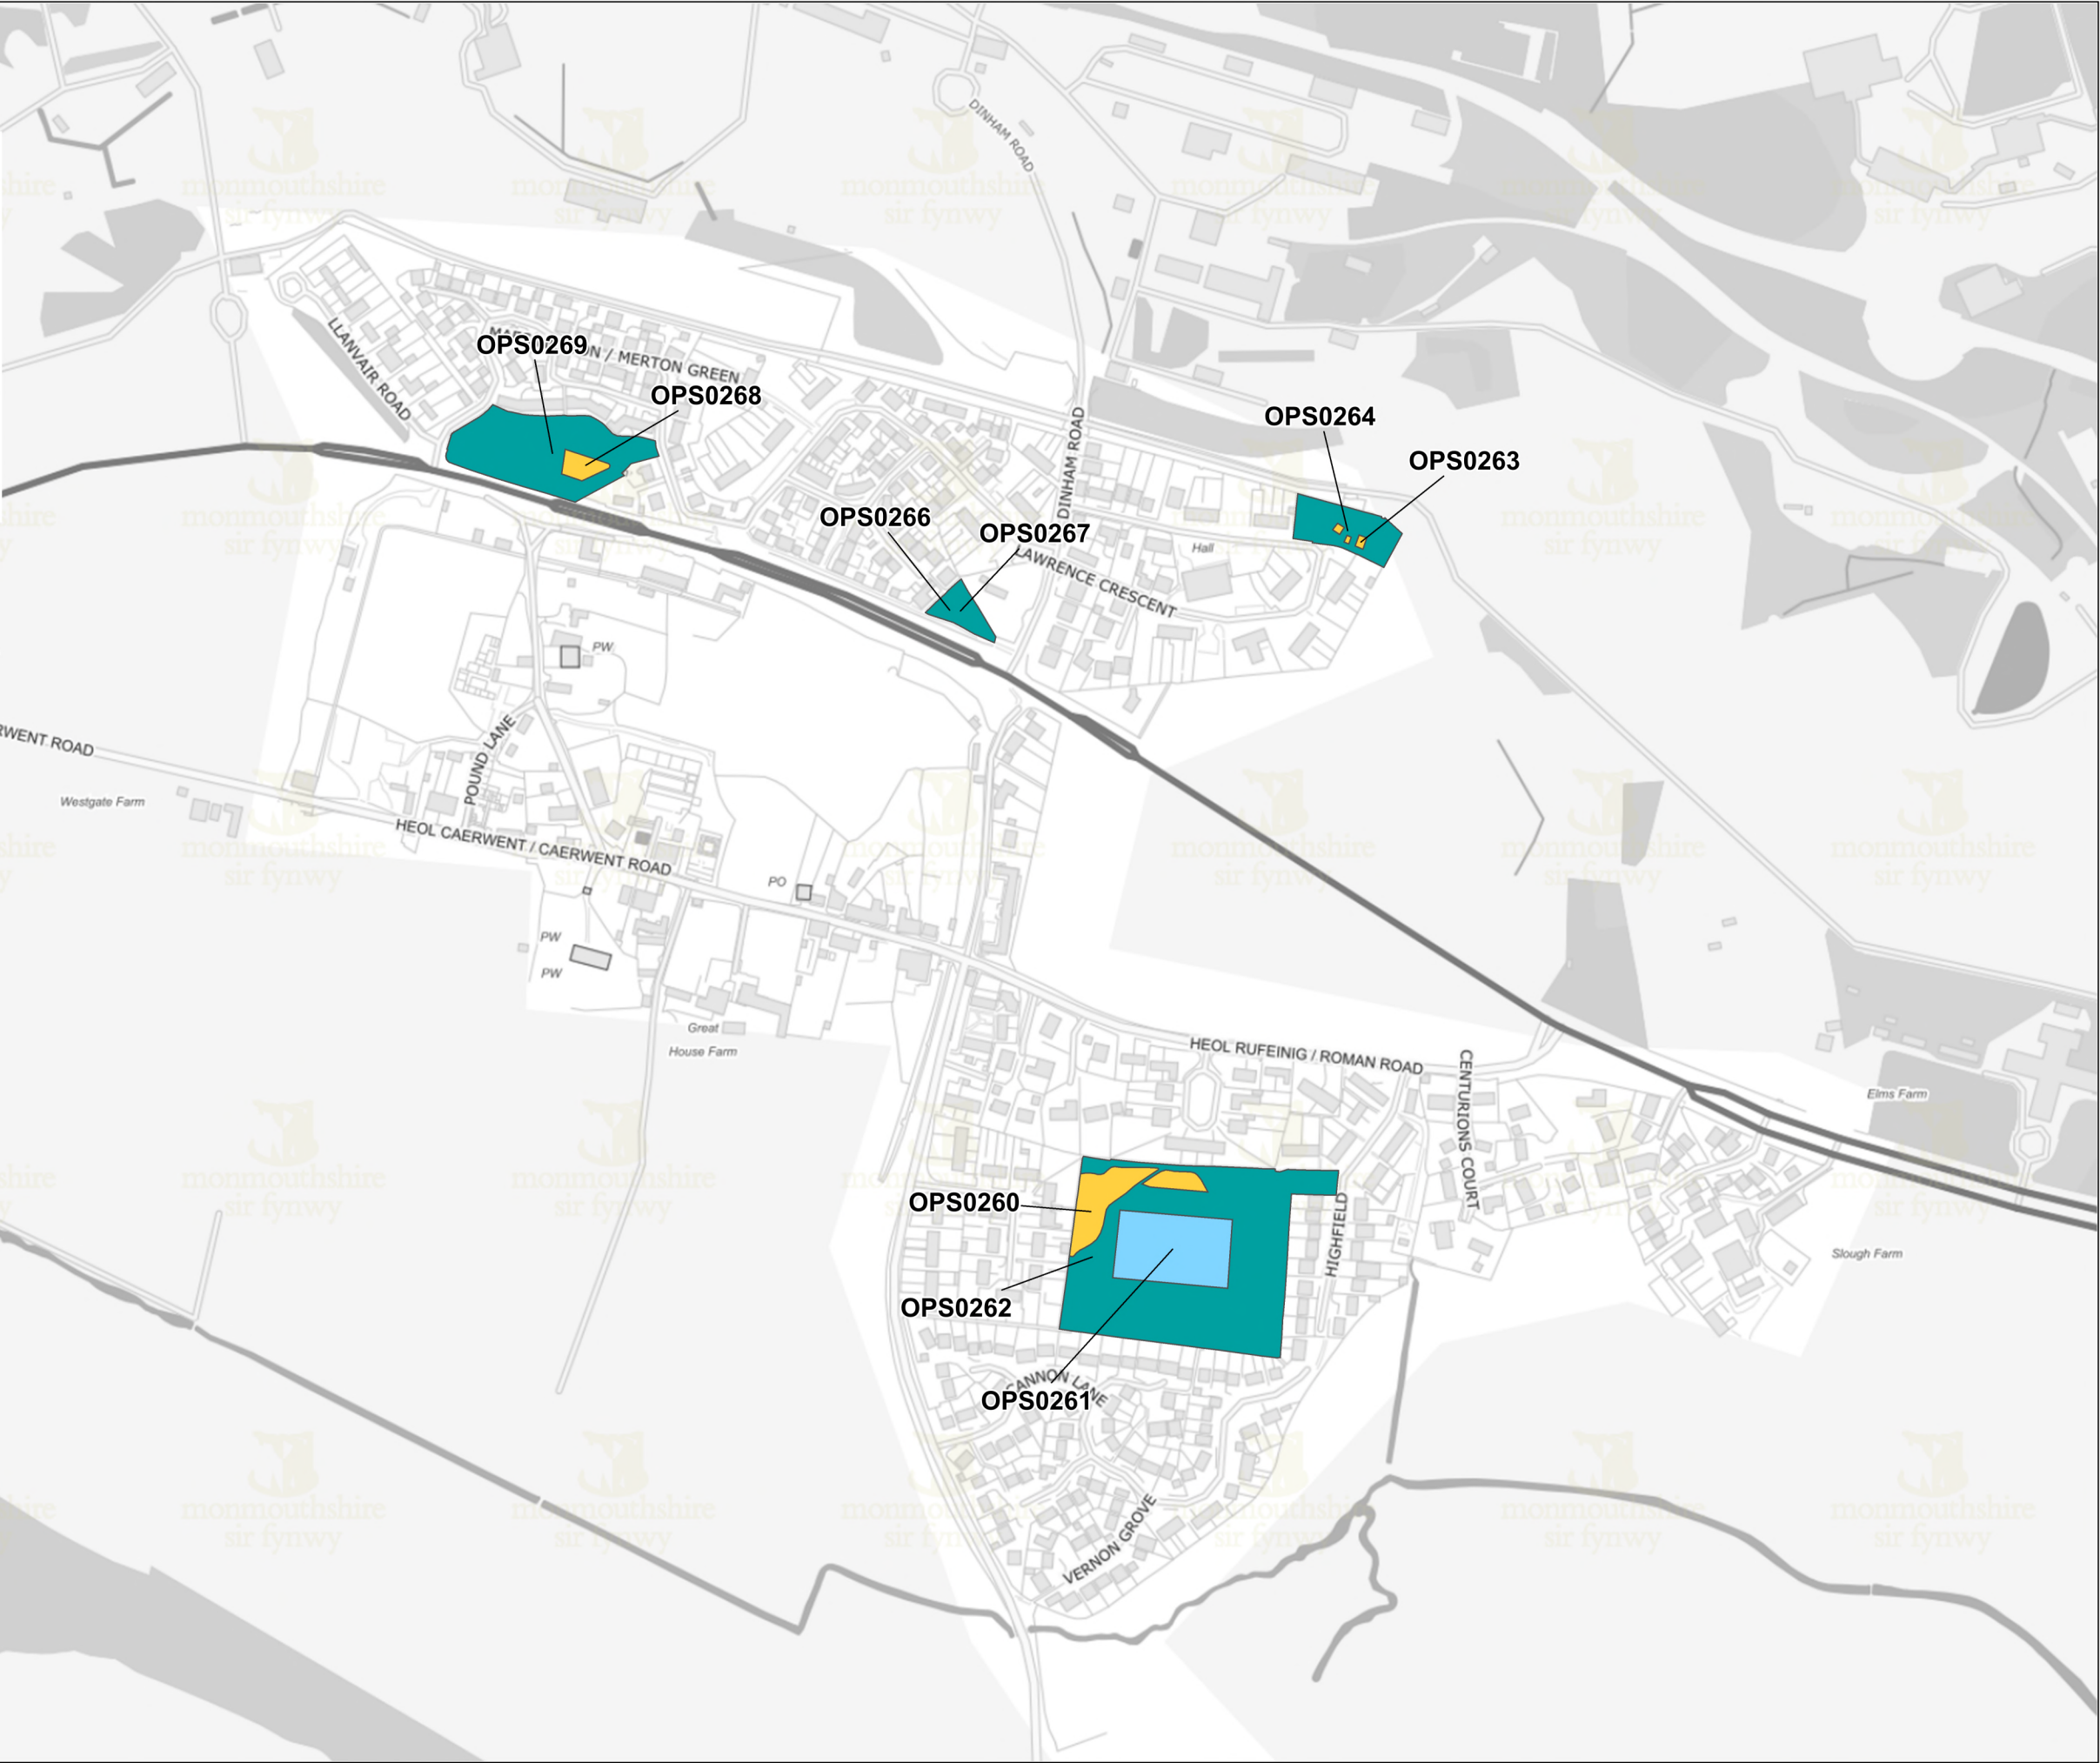 DINHAM ROAD
MERTON GREEN
LLANVAIR ROAD
OPS0269
OPS0268
OPS0264
OPS0263
DINHAM ROAD
OPS0266
OPS0267
Hall
LAWRENCE CRESCENT
PW
POUND LANE
RWENT ROAD
Westgate Farm
HEOL CAERWENT / CAERWENT ROAD
PO
PW
PW
Great
House Farm
HEOL RUFEINIG / ROMAN ROAD
CENTURIONS COURT
Elms Farm
OPS0260
HIGHFIELD
Slough Farm
OPS0262
CANNON LANE
OPS0261
VERNON GROVE
monmouthshire
sir fynwy